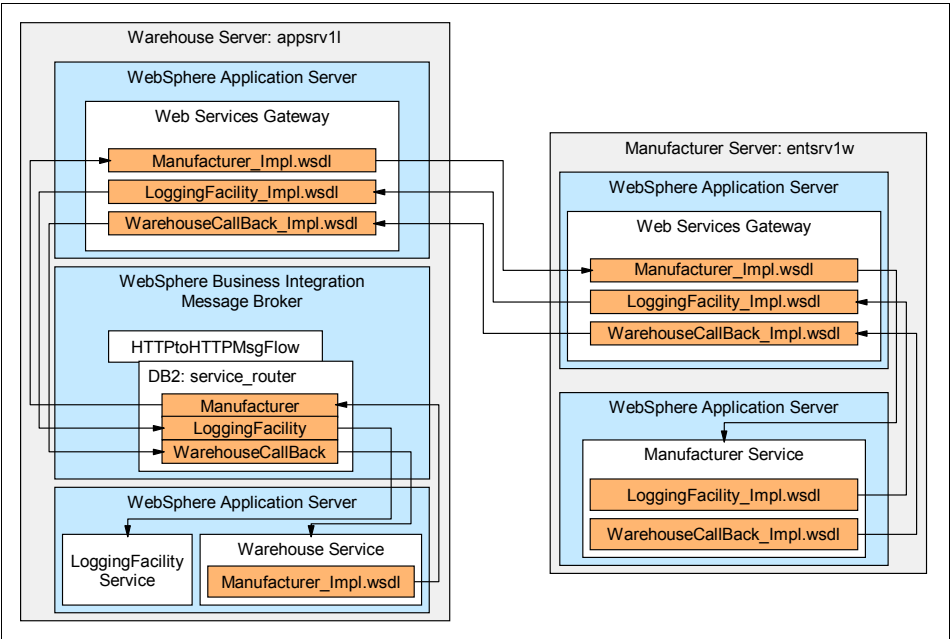 Warehouse Server: appsrv1l
WebSphere Application Server
Web Services Gateway
Manufacturer_Impl.wsdl
LoggingFacility_Impl.wsdl
WarehouseCallBack_Impl.wsdl
WebSphere Business Integration
Message Broker
HTTPtoHTTPMsgFlow
DB2: service_router
Manufacturer
LoggingFacility
WarehouseCallBack
WebSphere Application Server
LoggingFacility
Service
Warehouse Service
Manufacturer_Impl.wsdl
Manufacturer Server: entsrv1w
WebSphere Application Server
Web Services Gateway
Manufacturer_Impl.wsdl
LoggingFacility_Impl.wsdl
WarehouseCallBack_Impl.wsdl
WebSphere Application Server
Manufacturer Service
LoggingFacility_Impl.wsdl
WarehouseCallBack_Impl.wsdl